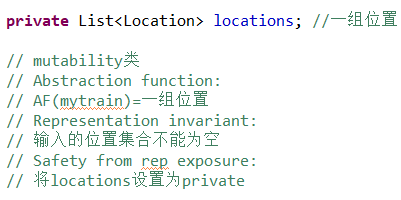 private List<Location> locations; //一组位置
// mutability类
// Abstraction function:
// AF(mytrain)=一组位置
// Representation invariant:
// 输入的位置集合不能为空
// Safety from rep exposure:
// 将locations设置为private